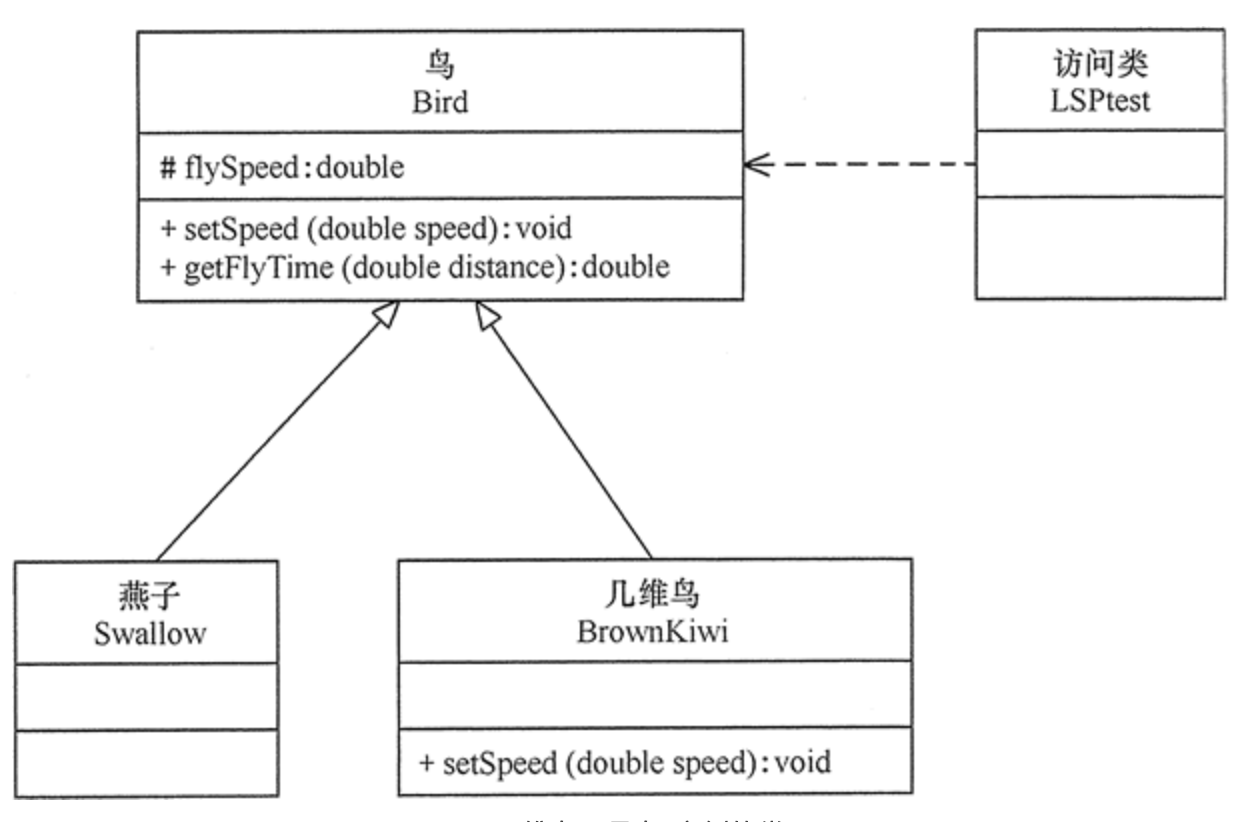 鸟
Bird
# flySpeed:double
+ setSpeed (double speed):void
+ getFlyTime (double distance):double
访问类
LSPtest
燕子
Swallow
几维鸟
BrownKiwi
+ setSpeed (double speed):void